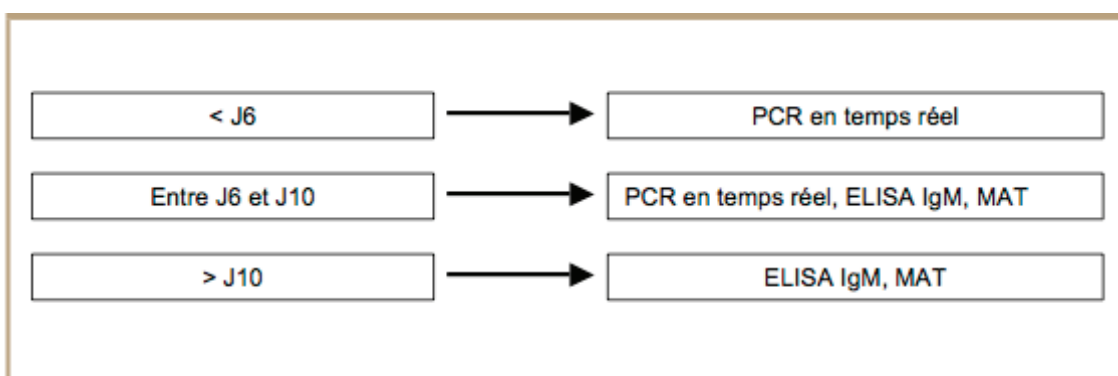 < J6
PCR en temps réel
Entre J6 et J10
PCR en temps réel, ELISA IgM, MAT
> J10
ELISA IgM, MAT